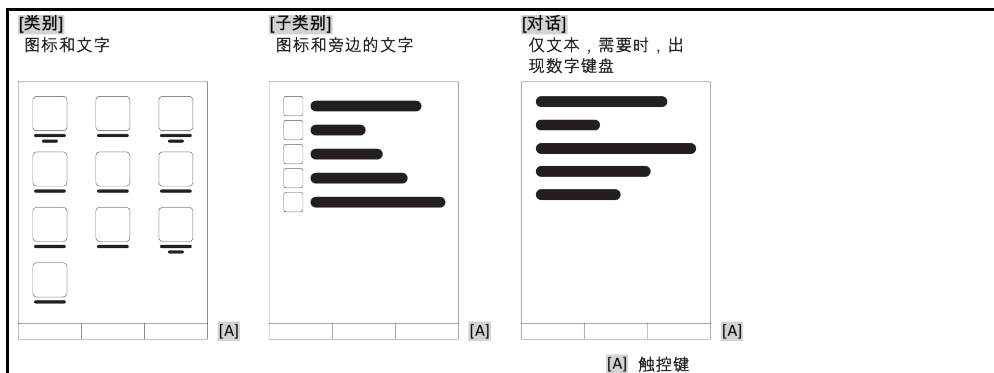 [类别]
图标和文字
[子类别]
图标和旁边的文字
[对话]
仅文本，需要时，出
现数字键盘
[A]
[A]
[A]
[A] 触控键